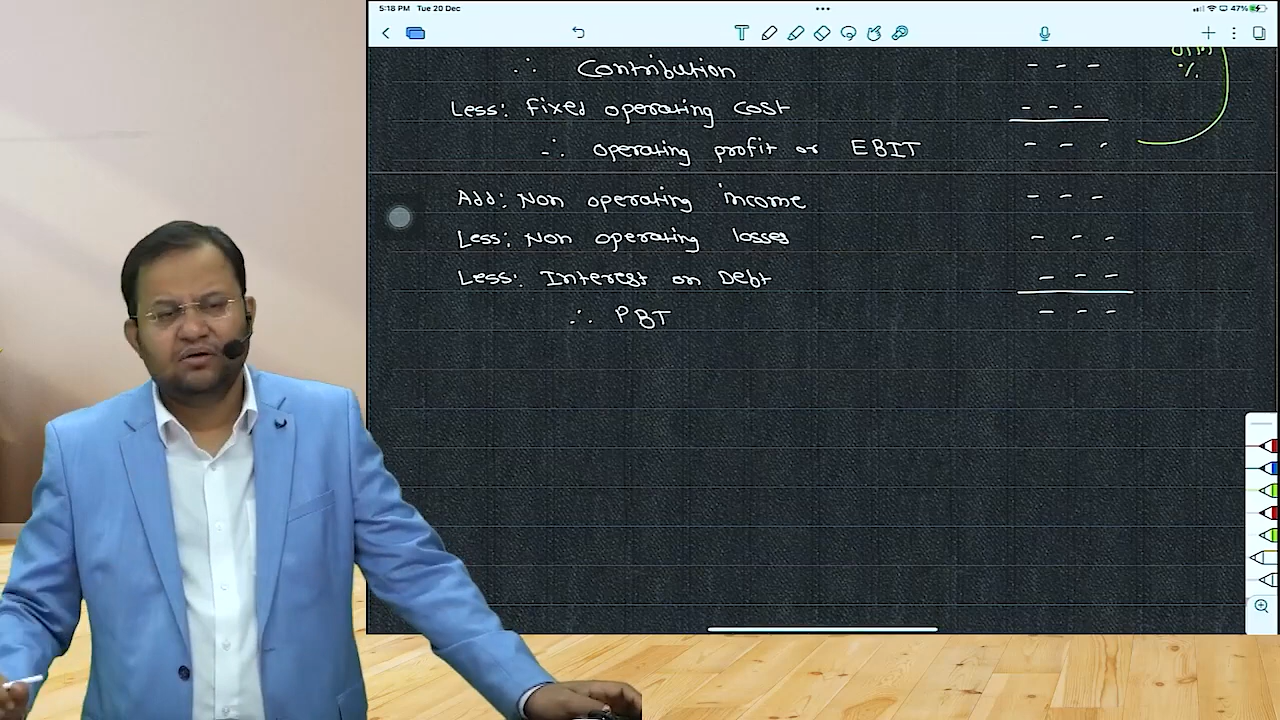 5:18 PM Tue 20 Dec
47%
∴ Contribution - - -
%
Less: Fixed operating cost - - -
∴ operating profit or EBIT - - -
Add: Non operating income - - -
Less: Non operating losses - - -
Less: Interest on Debt - - -
∴ PBT - - -